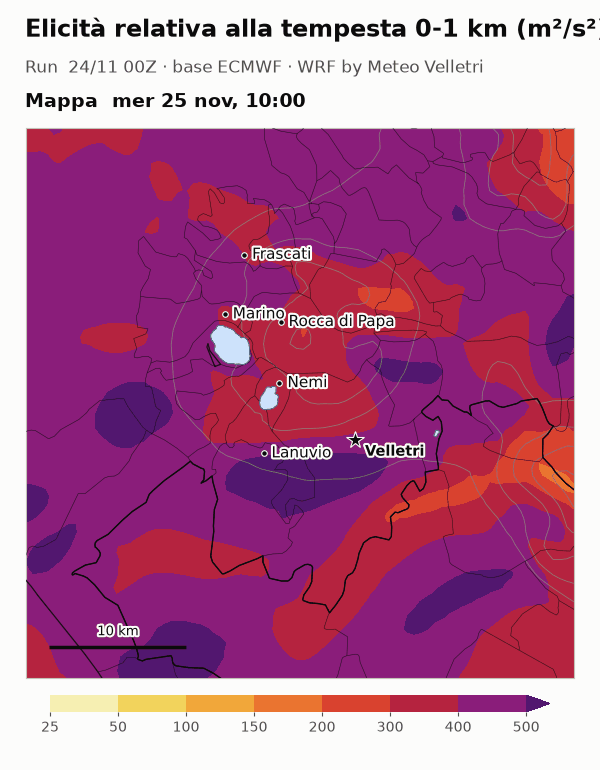 Elicità relativa alla tempesta 0-1 km (m²/s²)
Run  24/11 00Z · base ECMWF · WRF by Meteo Velletri
Mappa  mer 25 nov, 10:00
Frascati
Marino
Rocca di Papa
Nemi
Velletri
Lanuvio
10 km
25 50 100 150 200 300 400 500